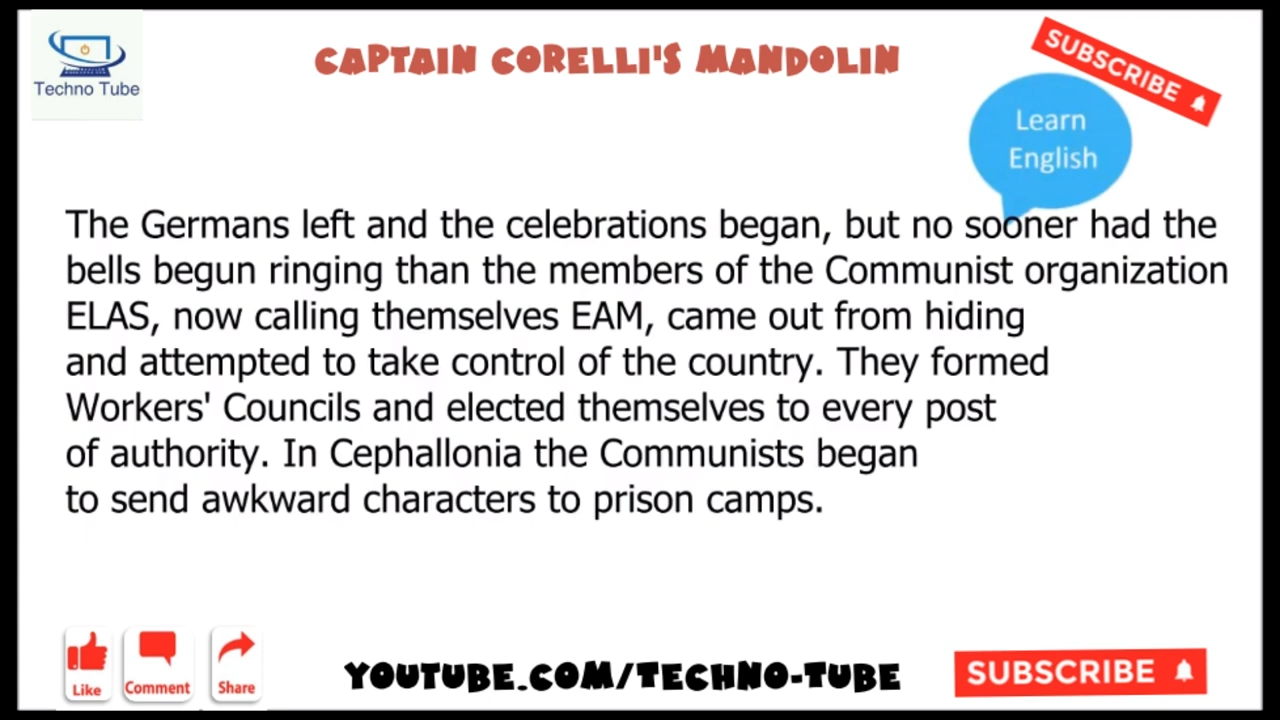 CAPTAIN CORELLI'S MANDOLIN
SUBSCRIBE
Techno Tube
Learn
English
The Germans left and the celebrations began, but no sooner had the
bells begun ringing than the members of the Communist organization
ELAS, now calling themselves EAM, came out from hiding
and attempted to take control of the country. They formed
Workers' Councils and elected themselves to every post
of authority. In Cephallonia the Communists began
to send awkward characters to prison camps.
Like
Comment
Share
YOUTUBE.COM/TECHNO-TUBE
SUBSCRIBE